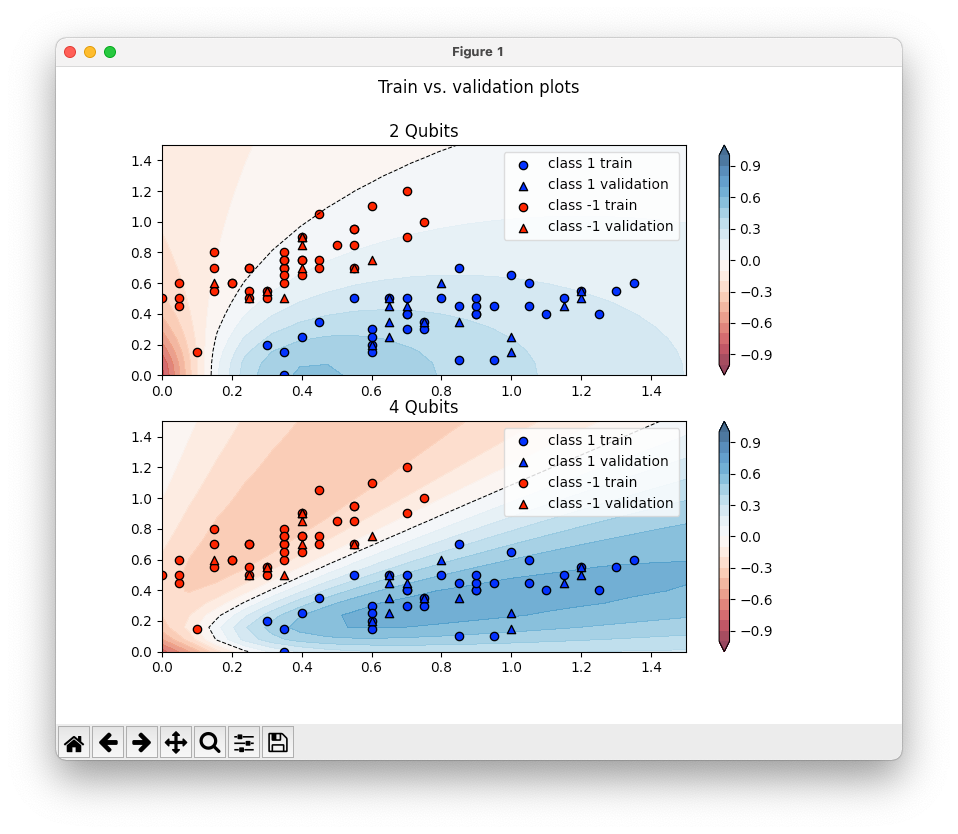 Figure 1
Train vs. validation plots
2 Qubits
1.4
1.2
1.0
0.8
0.6
0.4
0.2
0.0
0.0 0.2 0.4 0.6 0.8 1.0 1.2 1.4
class 1 train
class 1 validation
class -1 train
class -1 validation
0.9
0.6
0.3
0.0
−0.3
−0.6
−0.9
4 Qubits
1.4
1.2
1.0
0.8
0.6
0.4
0.2
0.0
0.0 0.2 0.4 0.6 0.8 1.0 1.2 1.4
class 1 train
class 1 validation
class -1 train
class -1 validation
0.9
0.6
0.3
0.0
−0.3
−0.6
−0.9